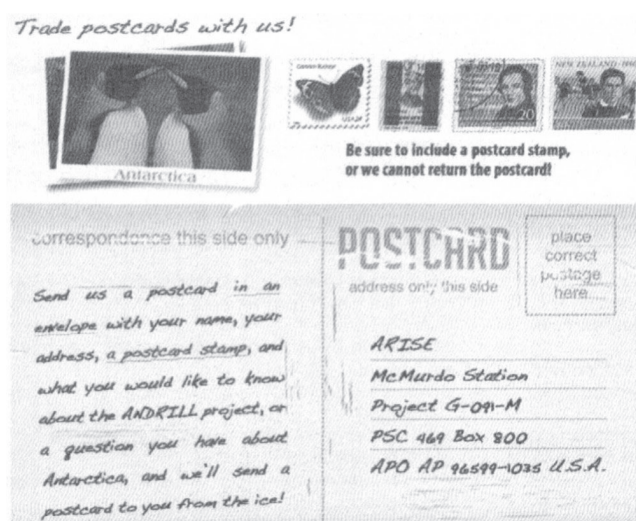 Trade postcards with us!
Antarctica
USA24
20
NEW ZEALAND
Be sure to include a postcard stamp,
or we cannot return the postcard!
correspondence this side only
Send us a postcard in an
envelope with your name, your
address, a postcard stamp, and
what you would like to know
about the ANDRILL project, or
a question you have about
Antarctica, and we'll send a
postcard to you from the ice!
POSTCARD
address only this side
place
correct
postage
here
ARISE
McMurdo Station
Project G-091-M
PSC 469 Box 800
APO AP 96599-1035 U.S.A.